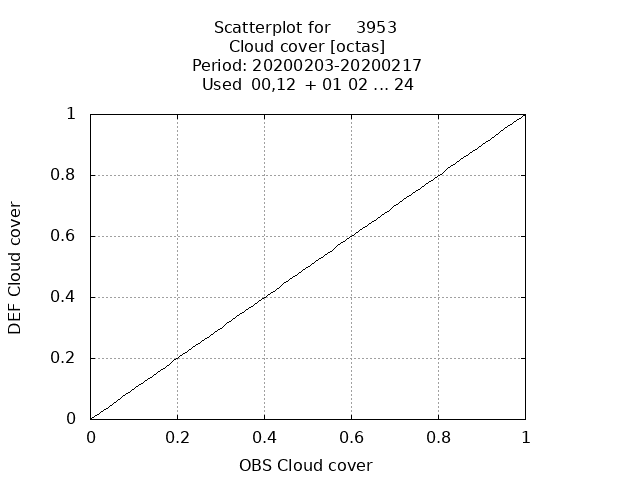 Scatterplot for 3953
Cloud cover [octas]
Period: 20200203-20200217
Used 00,12 + 01 02 ... 24
1
0.8
0.6
0.4
0.2
0
DEF Cloud cover
0 0.2 0.4 0.6 0.8 1
OBS Cloud cover